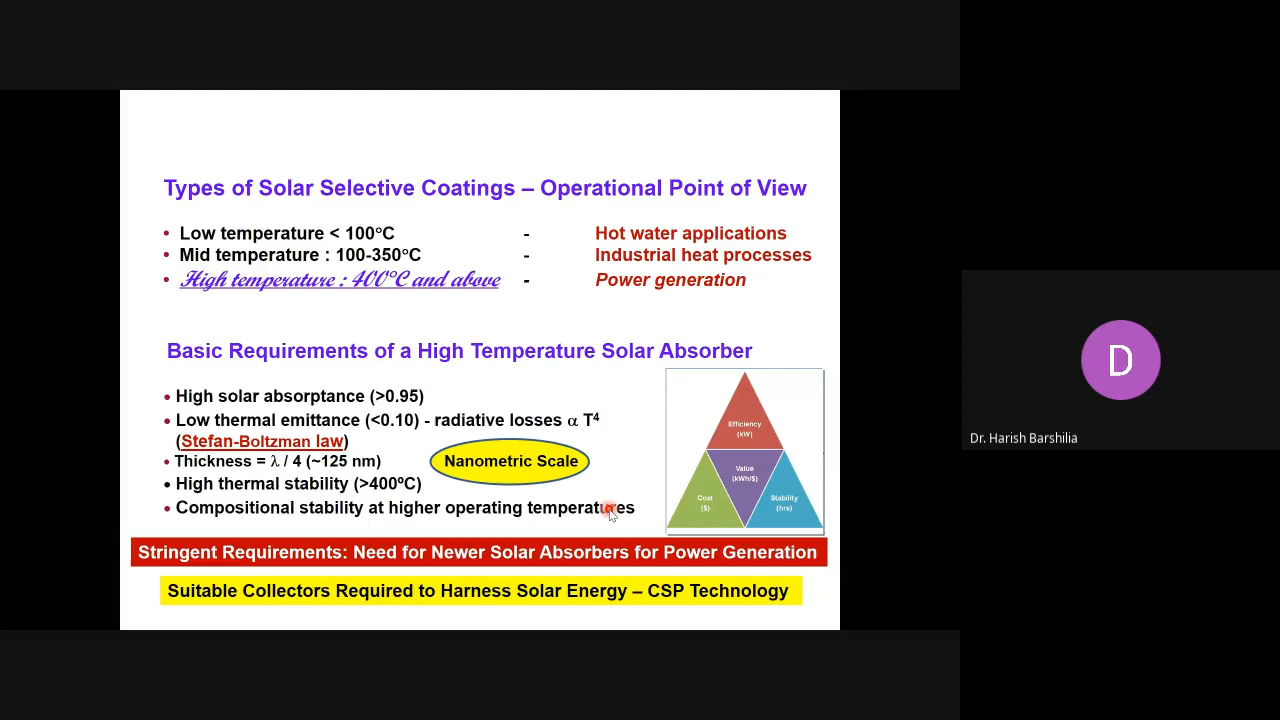 Types of Solar Selective Coatings – Operational Point of View
• Low temperature < 100°C - Hot water applications
• Mid temperature : 100-350°C - Industrial heat processes
• High temperature : 400°C and above - Power generation
Basic Requirements of a High Temperature Solar Absorber
• High solar absorptance (>0.95)
• Low thermal emittance (<0.10) - radiative losses α T⁴
(Stefan-Boltzman law)
• Thickness = λ / 4 (~125 nm)
Nanometric Scale
• High thermal stability (>400ºC)
• Compositional stability at higher operating temperatures
Efficiency
(kW)
Value
(kWh/$)
Cost
($)
Stability
(hrs)
Stringent Requirements: Need for Newer Solar Absorbers for Power Generation
Suitable Collectors Required to Harness Solar Energy – CSP Technology
D
Dr. Harish Barshilia